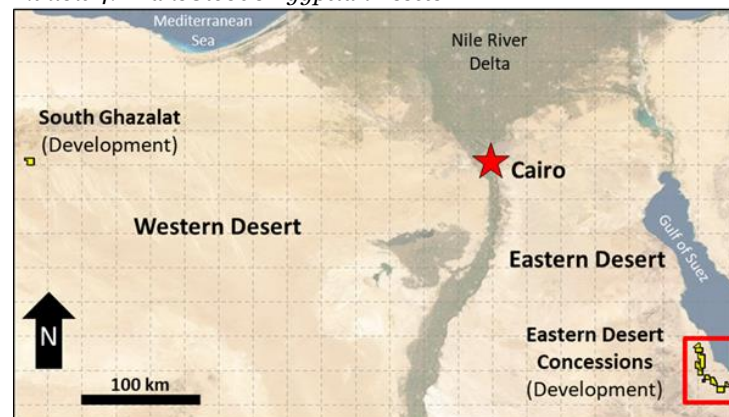 Mediterranean
Sea
Nile River
Delta
South Ghazalat
(Development)
Cairo
Western Desert
Gulf of Suez
Eastern Desert
N
Eastern Desert
Concessions
(Development)
100 km